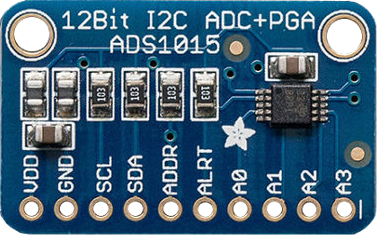 12Bit I2C ADC+PGA
ADS1015
103 103 103 103
VDD GND SCL SDA ADDR ALRT A0 A1 A2 A3